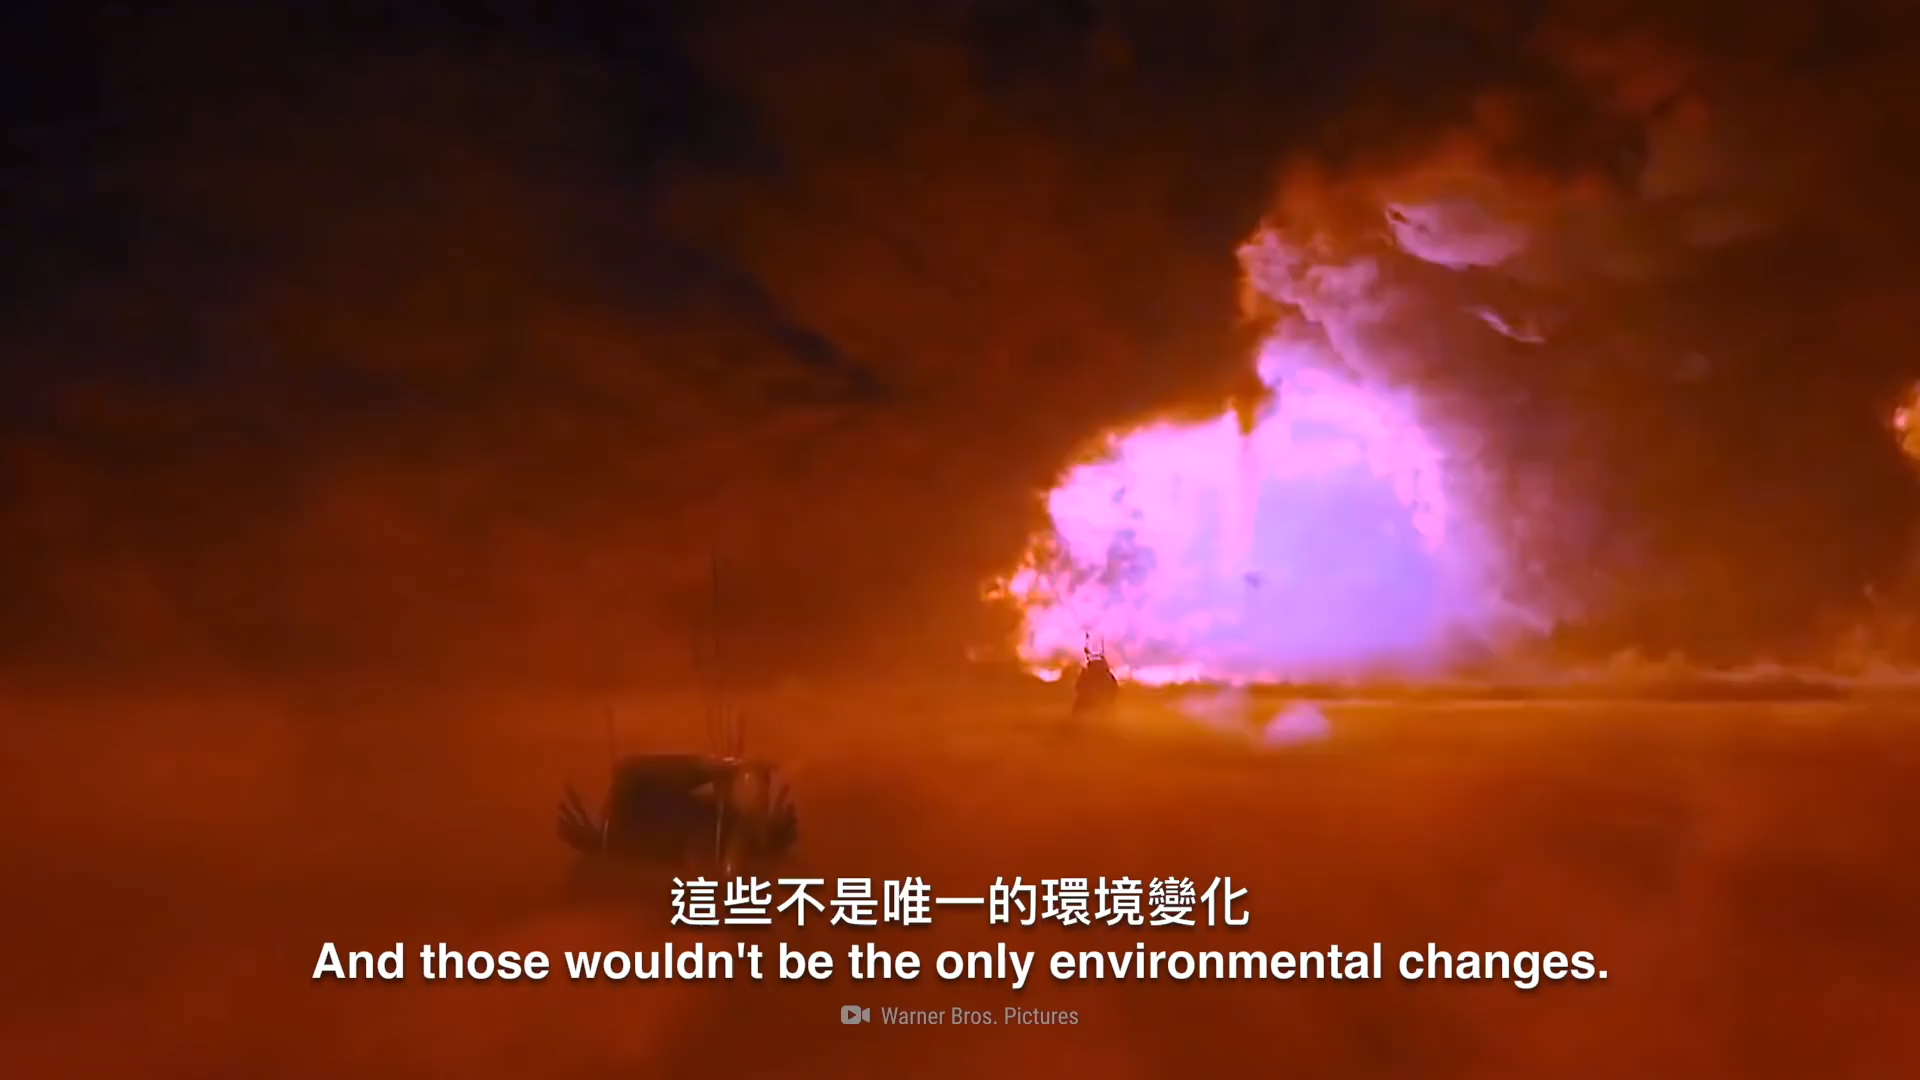 這些不是唯一的環境變化
And those wouldn't be the only environmental changes.
Warner Bros. Pictures